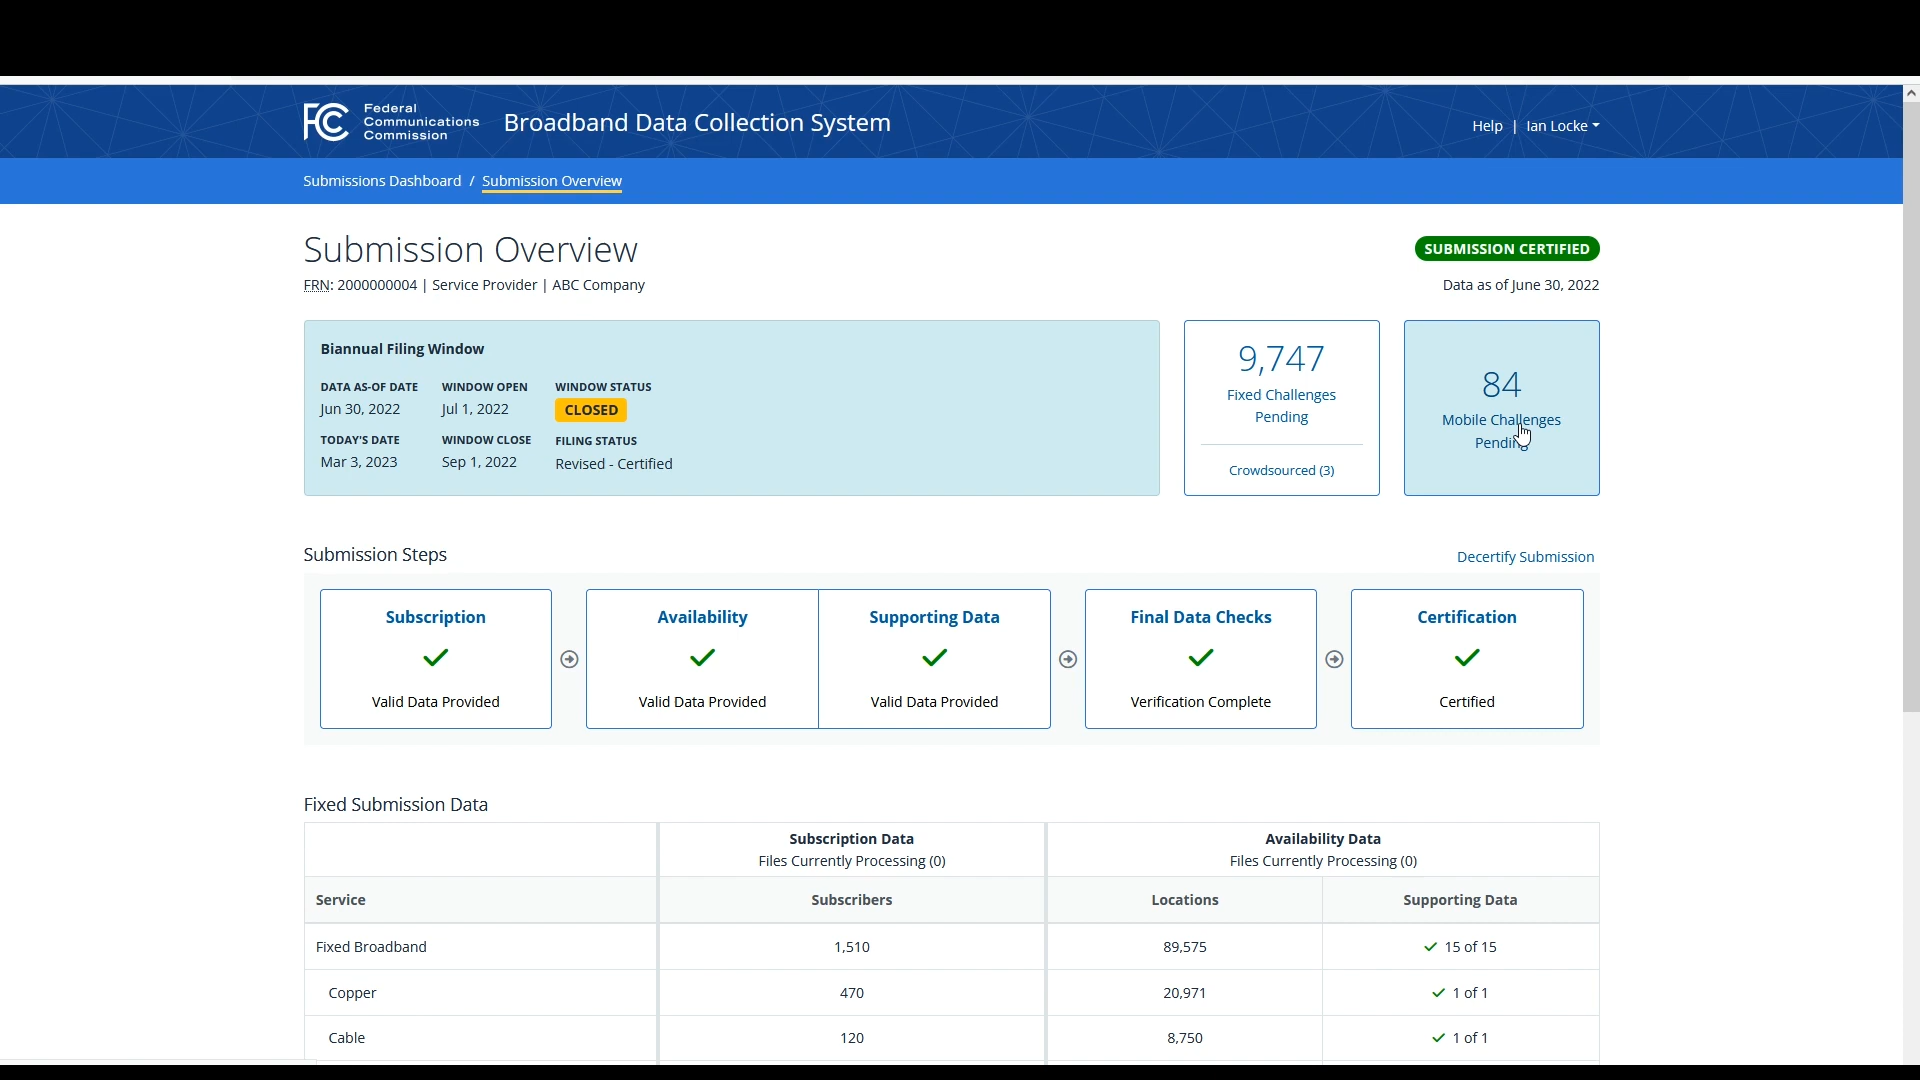 Federal
Communications
Commission
Broadband Data Collection System
Help | Ian Locke
Submissions Dashboard / Submission Overview
Submission Overview
SUBMISSION CERTIFIED
FRN: 2000000004 | Service Provider | ABC Company
Data as of June 30, 2022
Biannual Filing Window
DATA AS-OF DATE WINDOW OPEN WINDOW STATUS
Jun 30, 2022 Jul 1, 2022 CLOSED
TODAY'S DATE WINDOW CLOSE FILING STATUS
Mar 3, 2023 Sep 1, 2022 Revised - Certified
9,747
Fixed Challenges
Pending
Crowdsourced (3)
84
Mobile Challenges
Pending
Submission Steps
Decertify Submission
Subscription Availability Supporting Data Final Data Checks Certification
Valid Data Provided Valid Data Provided Valid Data Provided Verification Complete Certified
Fixed Submission Data
Subscription Data Availability Data
Files Currently Processing (0) Files Currently Processing (0)
Service Subscribers Locations Supporting Data
Fixed Broadband 1,510 89,575 15 of 15
Copper 470 20,971 1 of 1
Cable 120 8,750 1 of 1